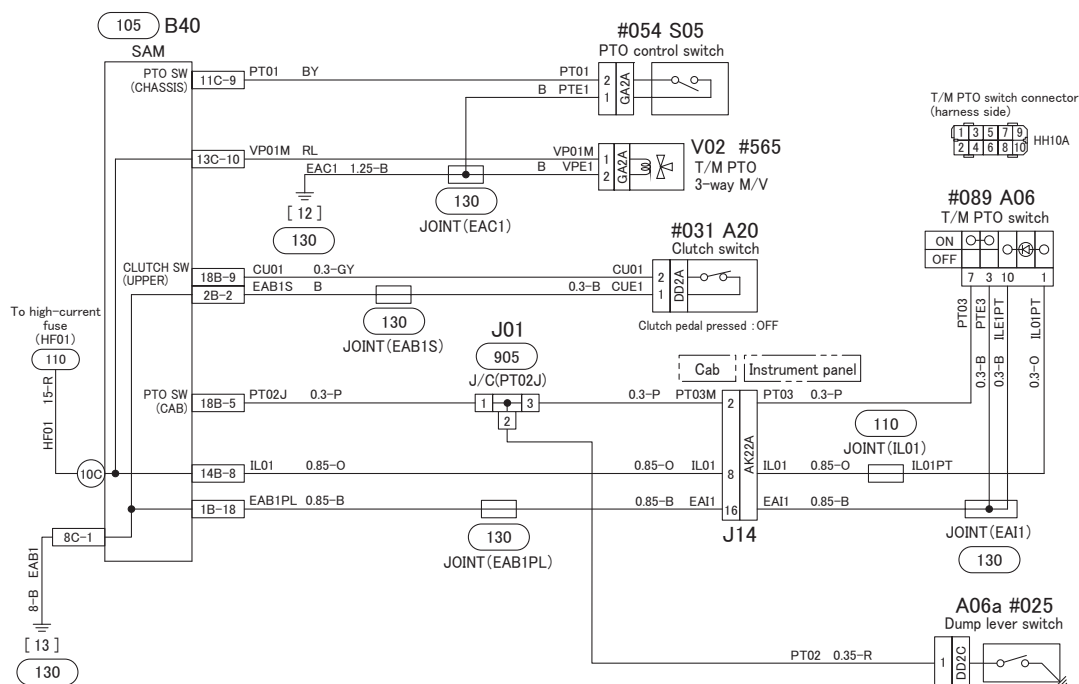 105 B40
SAM
PTO SW
(CHASSIS)
11C-9
PT01 BY
PT01
B PTE1
2
1
GA2A
#054 S05
PTO control switch
T/M PTO switch connector
(harness side)
1 3 5 7 9
2 4 6 8 10
HH10A
13C-10
VP01M RL
EAC1 1.25-B
VP01M
B VPE1
1
2
GA2A
V02 #565
T/M PTO
3-way M/V
[ 12 ]
130
130
JOINT(EAC1)
#089 A06
T/M PTO switch
ON
OFF
7 3 10 1
#031 A20
Clutch switch
CLUTCH SW
(UPPER)
18B-9
2B-2
CU01 0.3-GY
EAB1S B
CU01
0.3-B CUE1
2
1
DD2A
Clutch pedal pressed : OFF
130
JOINT(EAB1S)
PT03
PTE3
ILE1PT
IL01PT
0.3-B
0.3-B
0.3-O
To high-current
fuse
(HF01)
110
HF01 15-R
10C
J01
905
J/C(PT02J)
1 3
2
Cab
Instrument panel
PTO SW
(CAB)
18B-5
PT02J 0.3-P
0.3-P PT03M
2
PT03 0.3-P
110
JOINT(IL01)
14B-8
IL01 0.85-O
0.85-O IL01
8
AK22A
IL01 0.85-O
IL01PT
1B-18
EAB1PL 0.85-B
0.85-B EAI1
16
EAI1 0.85-B
J14
130
JOINT(EAB1PL)
JOINT(EAI1)
130
8C-1
8-B EAB1
[ 13 ]
130
A06a #025
Dump lever switch
PT02 0.35-R
1
DD2C